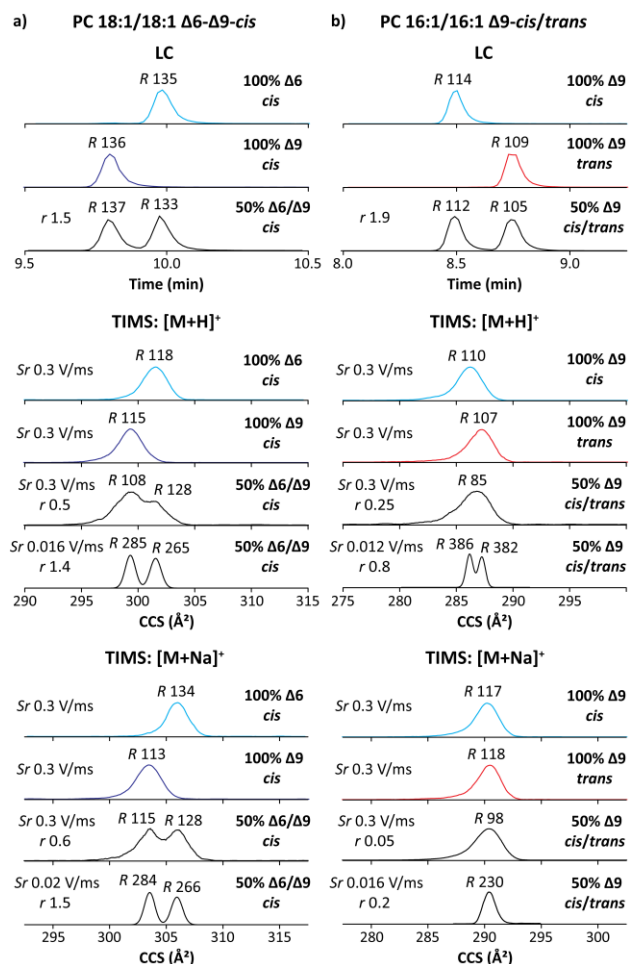 a) PC 18:1/18:1 Δ6-Δ9-cis
LC
R 135
100% Δ6
cis
R 136
100% Δ9
cis
r 1.5
R 137
R 133
50% Δ6/Δ9
cis
9.5 10.0 10.5
Time (min)
TIMS: [M+H]⁺
Sr 0.3 V/ms
R 118
100% Δ6
cis
Sr 0.3 V/ms
R 115
100% Δ9
cis
Sr 0.3 V/ms
r 0.5
R 108
R 128
50% Δ6/Δ9
cis
Sr 0.016 V/ms
r 1.4
R 285
R 265
50% Δ6/Δ9
cis
290 295 300 305 310 315
CCS (Å²)
TIMS: [M+Na]⁺
Sr 0.3 V/ms
R 134
100% Δ6
cis
Sr 0.3 V/ms
R 113
100% Δ9
cis
Sr 0.3 V/ms
r 0.6
R 115
R 128
50% Δ6/Δ9
cis
Sr 0.02 V/ms
r 1.5
R 284
R 266
50% Δ6/Δ9
cis
295 300 305 310 315
CCS (Å²)
b) PC 16:1/16:1 Δ9-cis/trans
LC
R 114
100% Δ9
cis
R 109
100% Δ9
trans
r 1.9
R 112
R 105
50% Δ9
cis/trans
8.0 8.5 9.0
Time (min)
TIMS: [M+H]⁺
Sr 0.3 V/ms
R 110
100% Δ9
cis
Sr 0.3 V/ms
R 107
100% Δ9
trans
Sr 0.3 V/ms
r 0.25
R 85
50% Δ9
cis/trans
Sr 0.012 V/ms
r 0.8
R 386
R 382
50% Δ9
cis/trans
275 280 285 290 295
CCS (Å²)
TIMS: [M+Na]⁺
Sr 0.3 V/ms
R 117
100% Δ9
cis
Sr 0.3 V/ms
R 118
100% Δ9
trans
Sr 0.3 V/ms
r 0.05
R 98
50% Δ9
cis/trans
Sr 0.016 V/ms
r 0.2
R 230
50% Δ9
cis/trans
280 285 290 295 300
CCS (Å²)